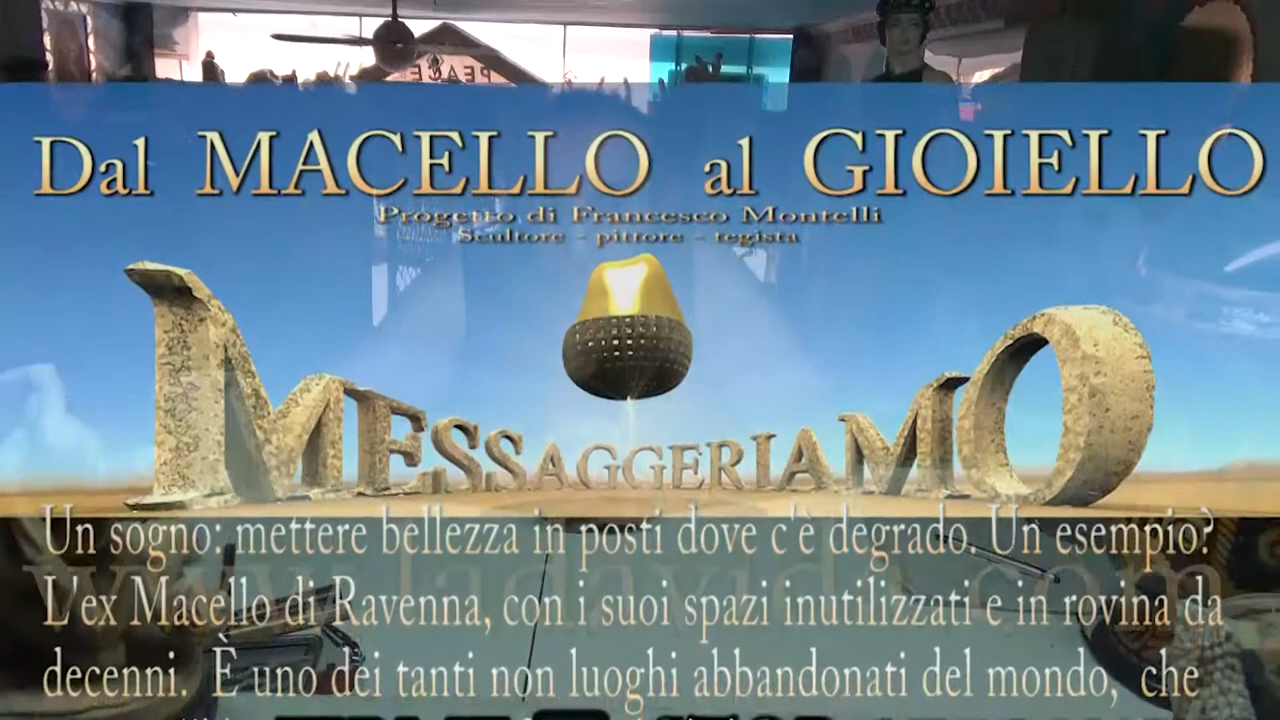 PEACE
Dal MACELLO al GIOIELLO
Progetto di Francesco Montelli
Scultore - pittore - regista
MESSAGGERIAMO
Un sogno: mettere bellezza in posti dove c'è degrado. Un esempio?
L'ex Macello di Ravenna, con i suoi spazi inutilizzati e in rovina da
decenni. È uno dei tanti non luoghi abbandonati del mondo, che